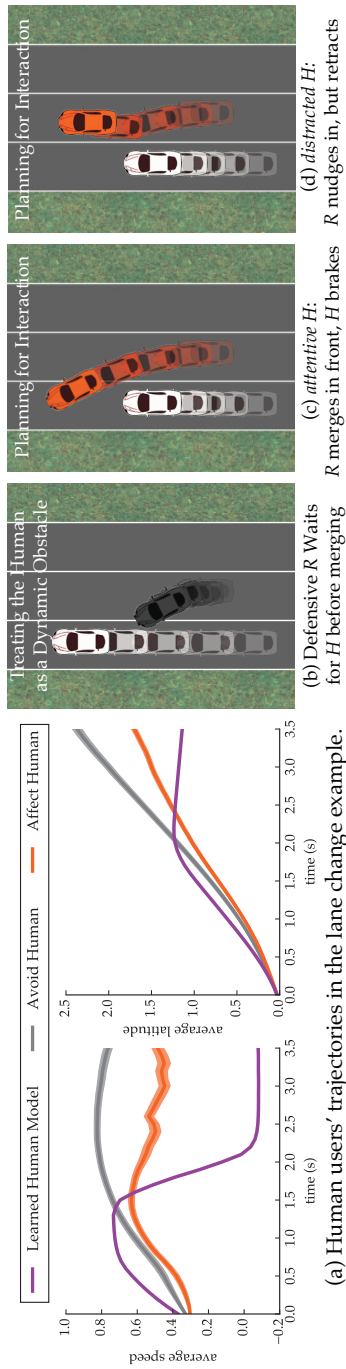 Learned Human Model
Avoid Human
Affect Human
1.0
0.8
0.6
0.4
0.2
0.0
−0.2
average speed
0.0
0.5
1.0
1.5
2.0
2.5
3.0
3.5
time (s)
2.5
2.0
1.5
1.0
0.5
average latitude
0.0
0.5
1.0
1.5
2.0
2.5
3.0
3.5
time (s)
(a) Human users' trajectories in the lane change example.
Treating the Human
as a Dynamic Obstacle
(b) Defensive R Waits
for H before merging
Planning for Interaction
(c) attentive H:
R merges in front, H brakes
Planning for Interaction
(d) distracted H:
R nudges in, but retracts